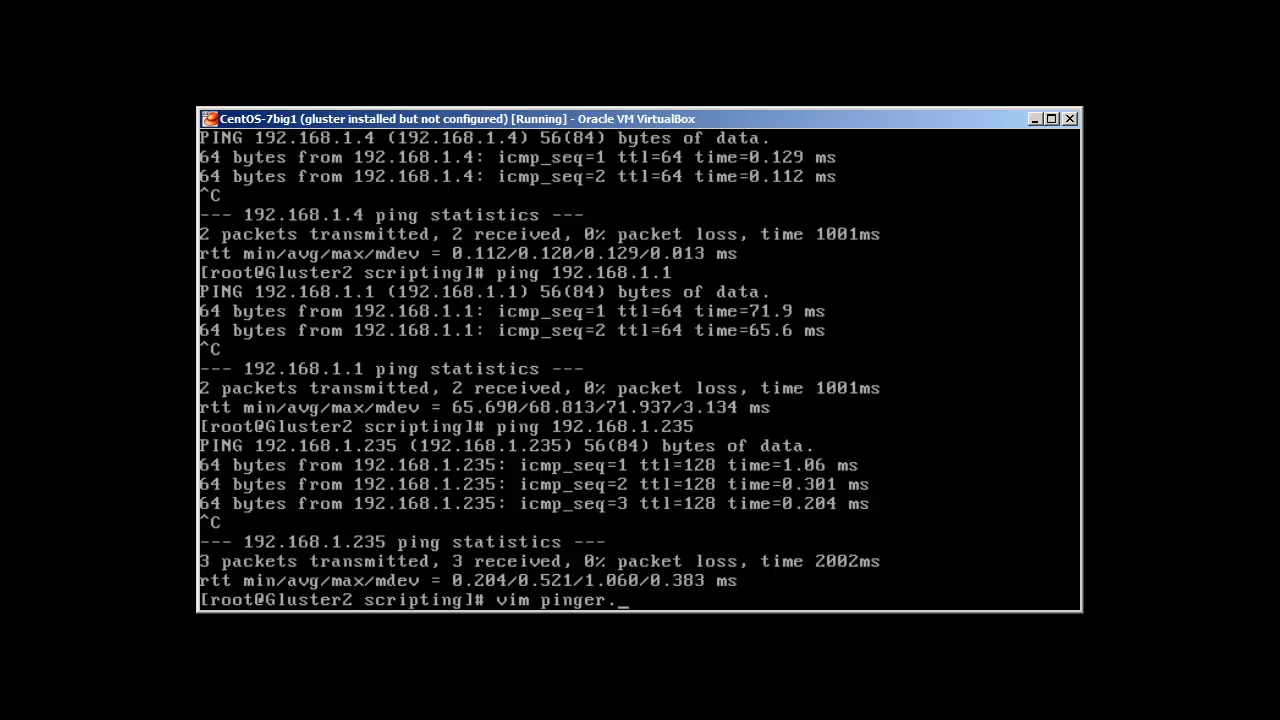 CentOS-7big1 (gluster installed but not configured) [Running] - Oracle VM VirtualBox
PING 192.168.1.4 (192.168.1.4) 56(84) bytes of data.
64 bytes from 192.168.1.4: icmp_seq=1 ttl=64 time=0.129 ms
64 bytes from 192.168.1.4: icmp_seq=2 ttl=64 time=0.112 ms
^C
--- 192.168.1.4 ping statistics ---
2 packets transmitted, 2 received, 0% packet loss, time 1001ms
rtt min/avg/max/mdev = 0.112/0.120/0.129/0.013 ms
[root@Gluster2 scripting]# ping 192.168.1.1
PING 192.168.1.1 (192.168.1.1) 56(84) bytes of data.
64 bytes from 192.168.1.1: icmp_seq=1 ttl=64 time=71.9 ms
64 bytes from 192.168.1.1: icmp_seq=2 ttl=64 time=65.6 ms
^C
--- 192.168.1.1 ping statistics ---
2 packets transmitted, 2 received, 0% packet loss, time 1001ms
rtt min/avg/max/mdev = 65.690/68.813/71.937/3.134 ms
[root@Gluster2 scripting]# ping 192.168.1.235
PING 192.168.1.235 (192.168.1.235) 56(84) bytes of data.
64 bytes from 192.168.1.235: icmp_seq=1 ttl=128 time=1.06 ms
64 bytes from 192.168.1.235: icmp_seq=2 ttl=128 time=0.301 ms
64 bytes from 192.168.1.235: icmp_seq=3 ttl=128 time=0.204 ms
^C
--- 192.168.1.235 ping statistics ---
3 packets transmitted, 3 received, 0% packet loss, time 2002ms
rtt min/avg/max/mdev = 0.204/0.521/1.060/0.383 ms
[root@Gluster2 scripting]# vim pinger._